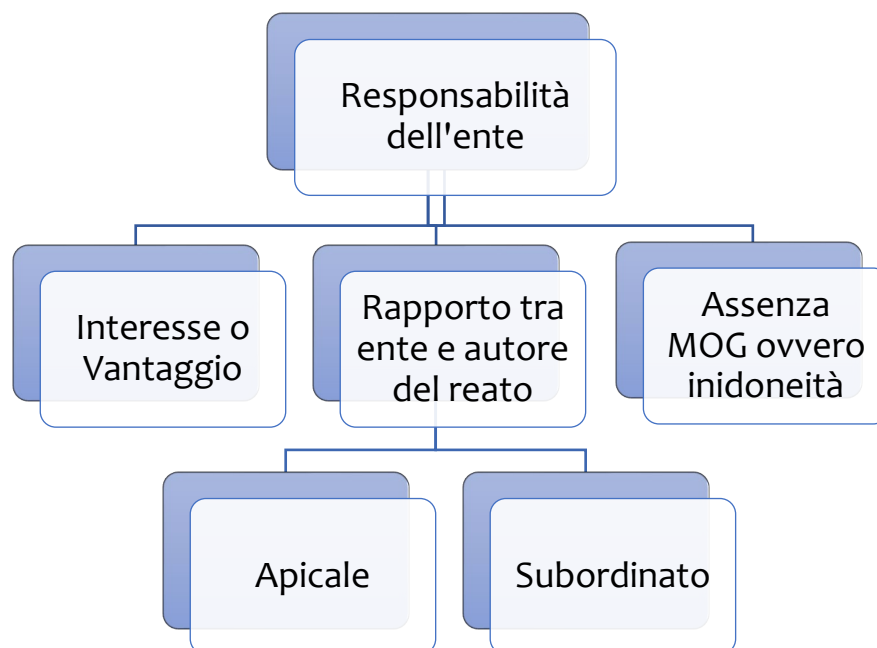 Responsabilità
dell'ente
Interesse o
Vantaggio
Rapporto tra
ente e autore
del reato
Assenza
MOG ovvero
inidoneità
Apicale
Subordinato